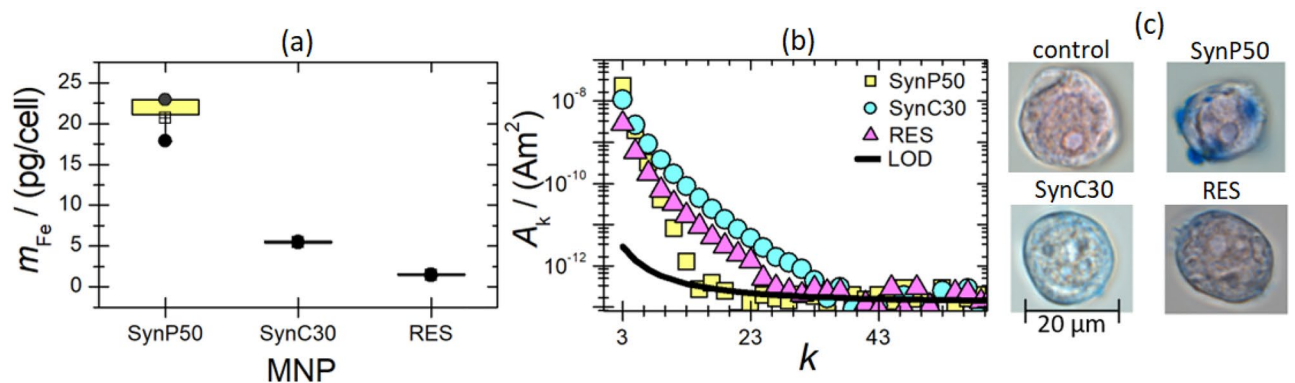 (a)
m_Fe / (pg/cell)
25
20
15
10
5
0
SynP50 SynC30 RES
MNP
(b)
A_k / (Am²)
10⁻⁸
10⁻¹⁰
10⁻¹²
SynP50
SynC30
RES
LOD
3 23 43
k
(c)
control SynP50
SynC30 RES
20 µm